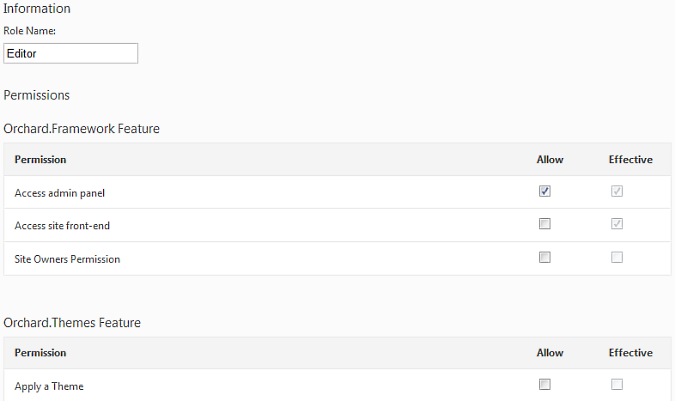 Information
Role Name:
Editor
Permissions
Orchard.Framework Feature
Permission Allow Effective
Access admin panel
Access site front-end
Site Owners Permission
Orchard.Themes Feature
Permission Allow Effective
Apply a Theme